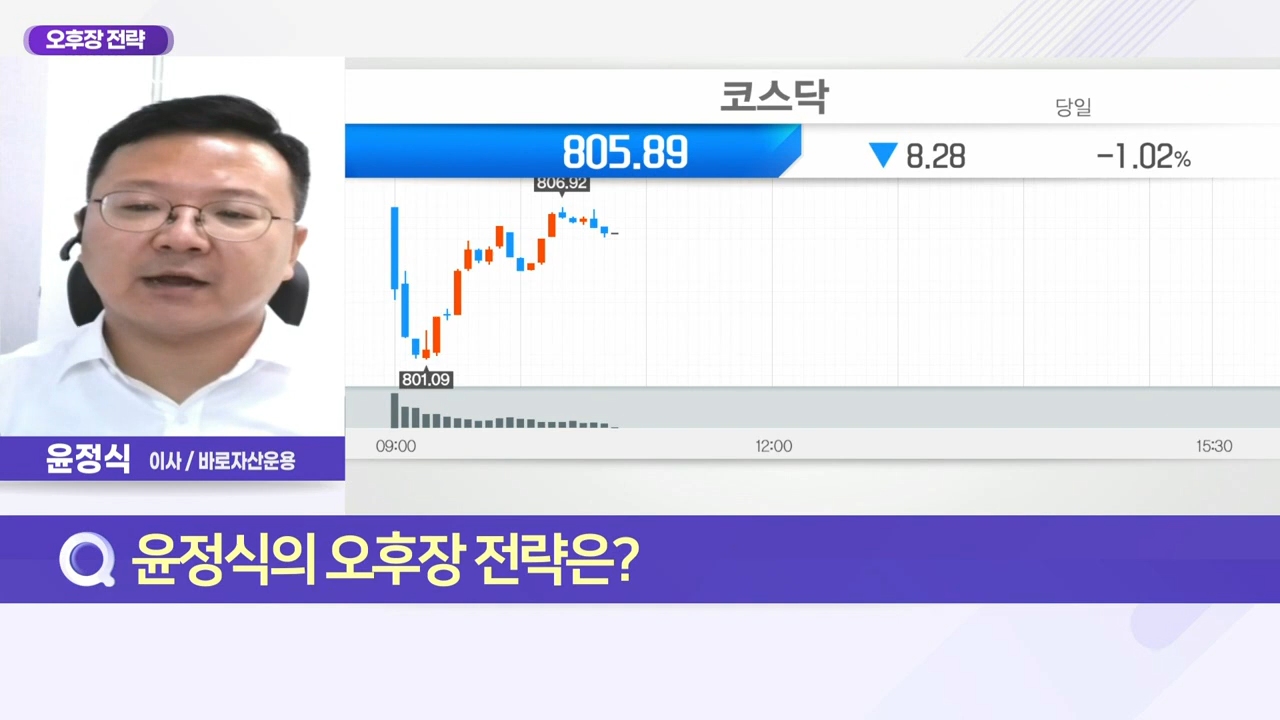 오후장 전략
코스닥
당일
805.89
▼ 8.28
-1.02%
806.92
801.09
09:00
12:00
15:30
윤정식 이사 / 바로자산운용
윤정식의 오후장 전략은?